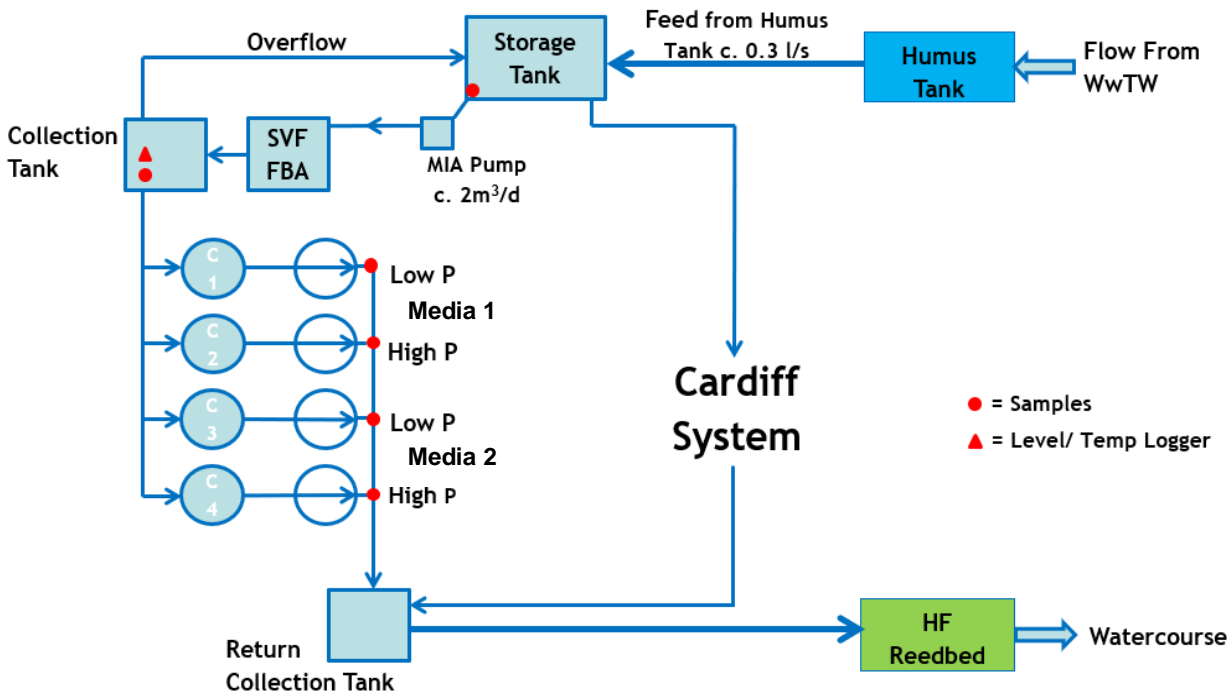 Overflow
Storage
Tank
Feed from Humus
Tank c. 0.3 l/s
Humus
Tank
Flow From
WwTW
Collection
Tank
SVF
FBA
MIA Pump
c. 2m³/d
C
1
Low P
Media 1
C
2
High P
C
3
Low P
Media 2
C
4
High P
Cardiff
System
= Samples
= Level/ Temp Logger
Return
Collection Tank
HF
Reedbed
Watercourse